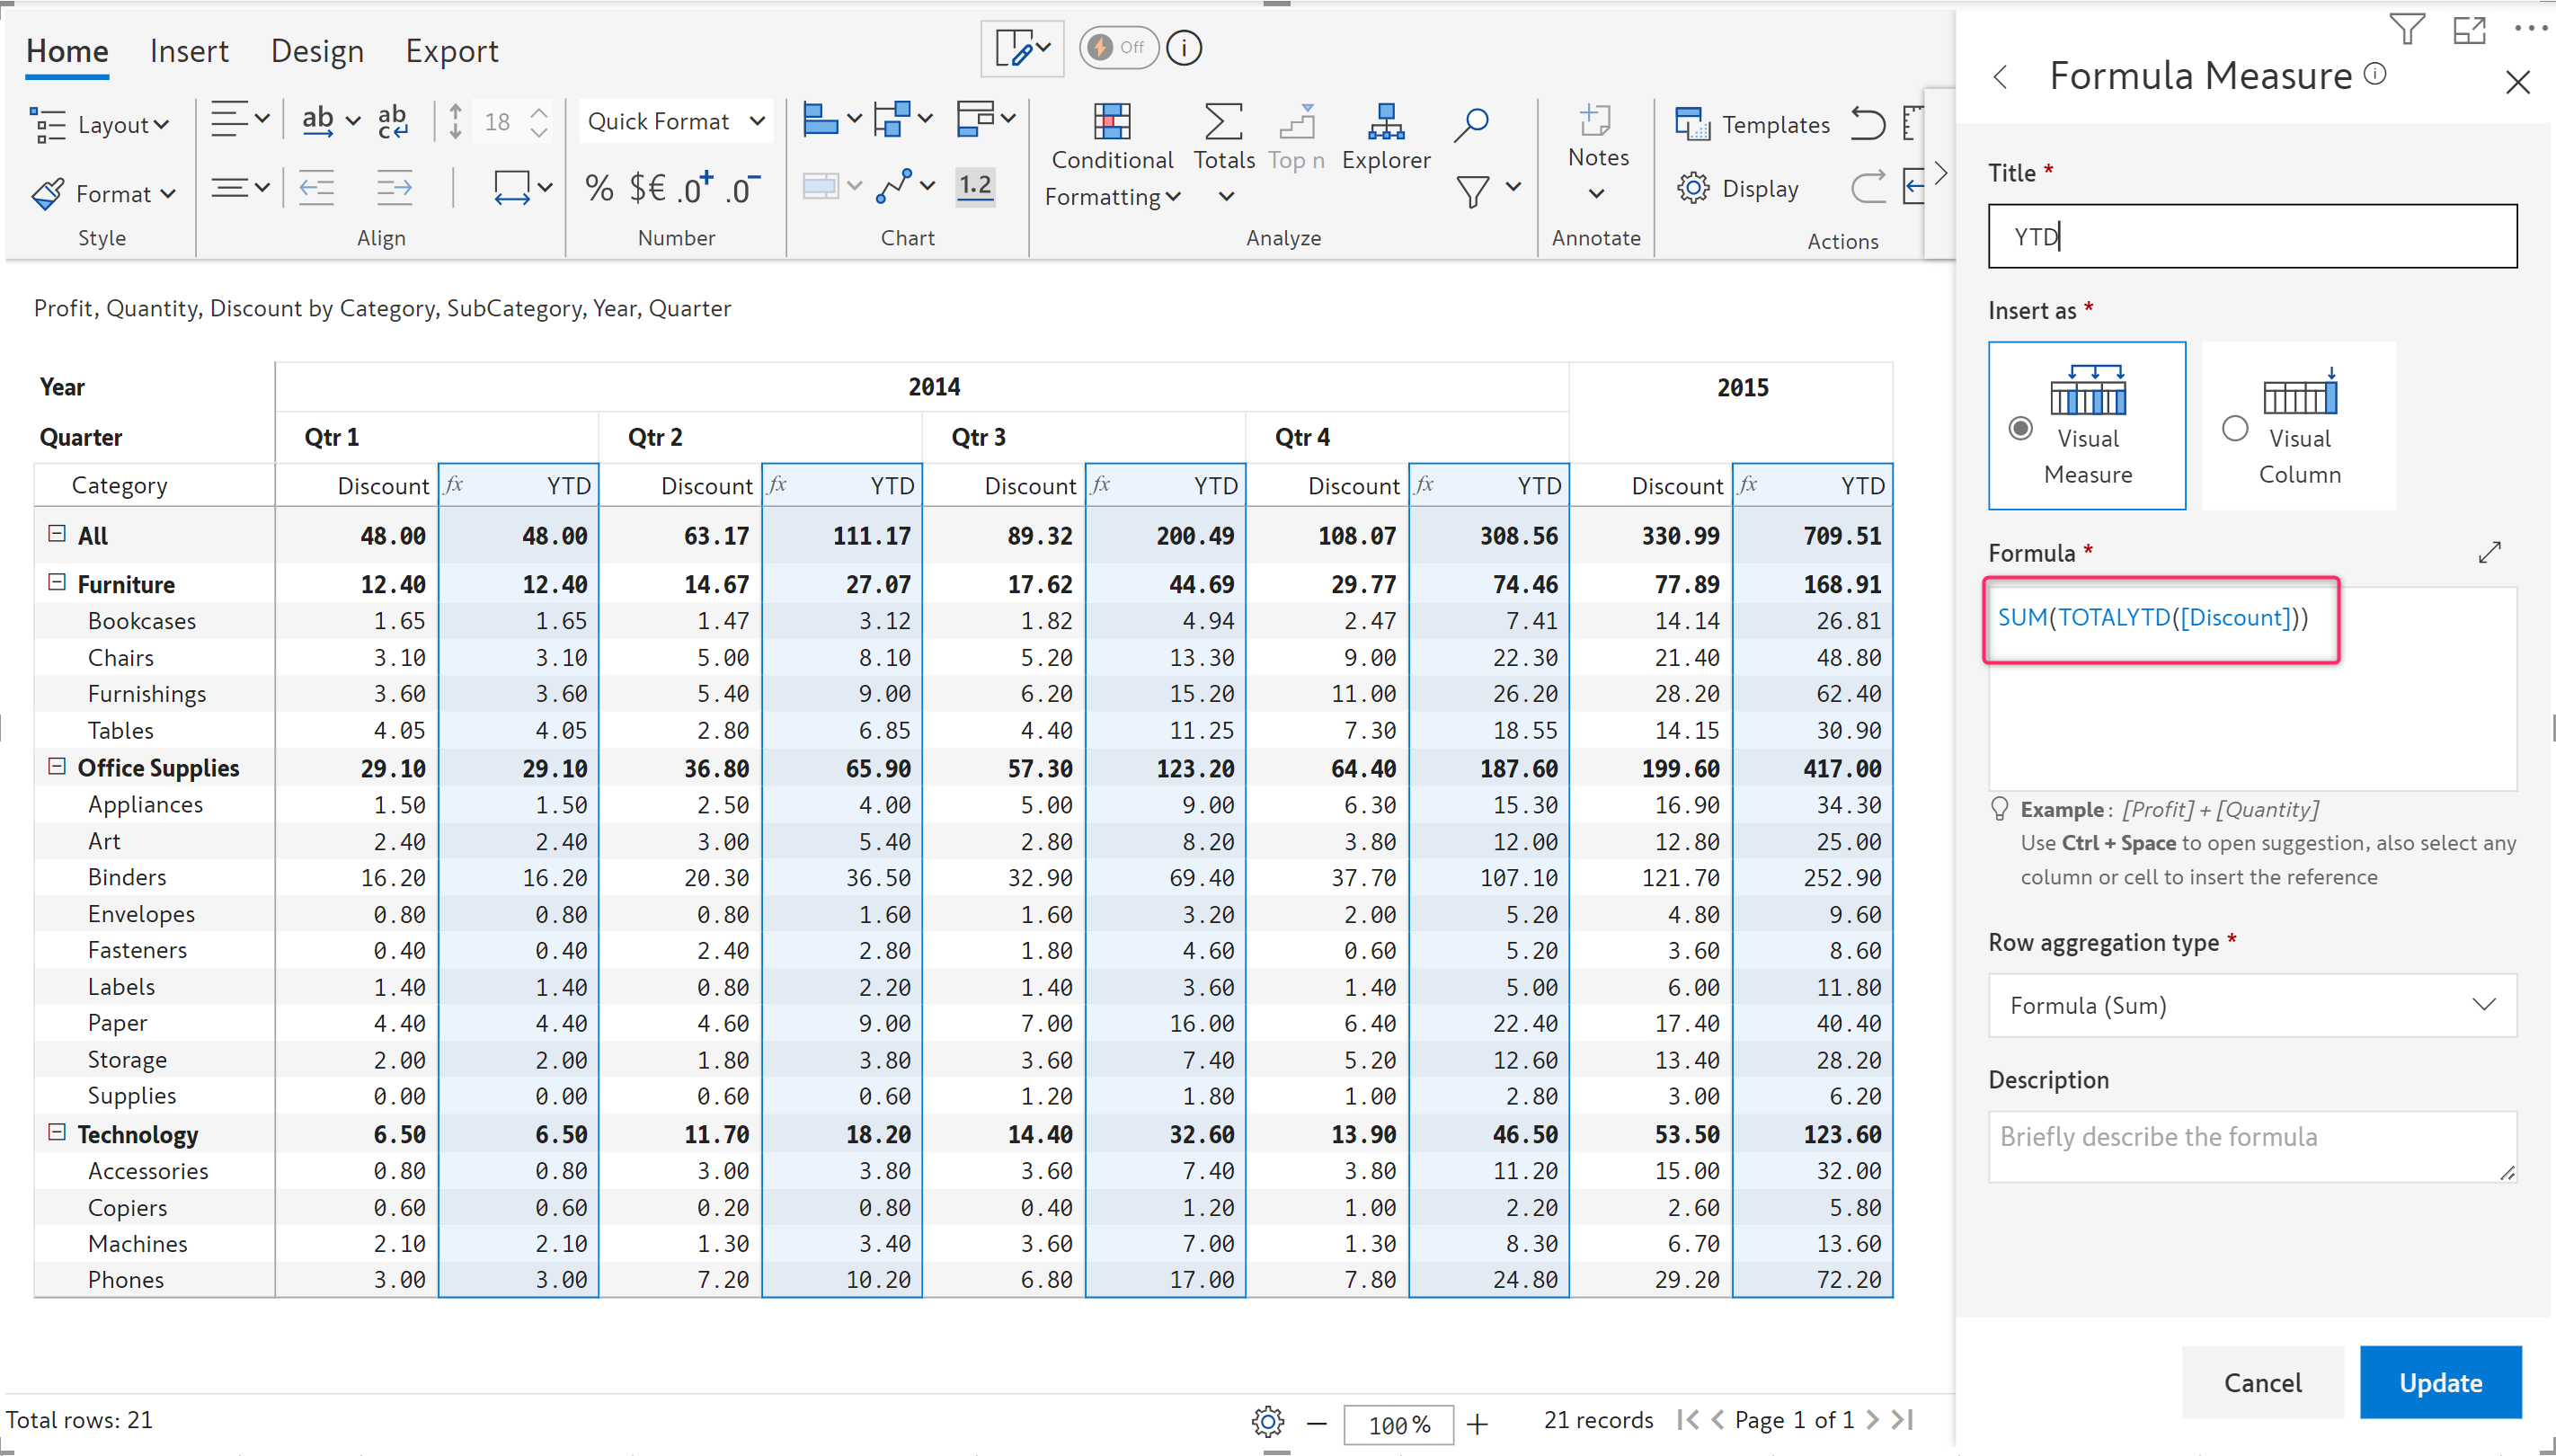 Home Insert Design Export Off
Layout ab ab c 18 Quick Format Conditional Formatting Totals Top n Explorer Notes Templates
Format % $€ .0+ .0- 1.2 Display
Style Align Number Chart Analyze Annotate Actions
Profit, Quantity, Discount by Category, SubCategory, Year, Quarter
Year 2014 2015
Quarter Qtr 1 Qtr 2 Qtr 3 Qtr 4
Category Discount fx YTD Discount fx YTD Discount fx YTD Discount fx YTD Discount fx YTD
All 48.00 48.00 63.17 111.17 89.32 200.49 108.07 308.56 330.99 709.51
Furniture 12.40 12.40 14.67 27.07 17.62 44.69 29.77 74.46 77.89 168.91
Bookcases 1.65 1.65 1.47 3.12 1.82 4.94 2.47 7.41 14.14 26.81
Chairs 3.10 3.10 5.00 8.10 5.20 13.30 9.00 22.30 21.40 48.80
Furnishings 3.60 3.60 5.40 9.00 6.20 15.20 11.00 26.20 28.20 62.40
Tables 4.05 4.05 2.80 6.85 4.40 11.25 7.30 18.55 14.15 30.90
Office Supplies 29.10 29.10 36.80 65.90 57.30 123.20 64.40 187.60 199.60 417.00
Appliances 1.50 1.50 2.50 4.00 5.00 9.00 6.30 15.30 16.90 34.30
Art 2.40 2.40 3.00 5.40 2.80 8.20 3.80 12.00 12.80 25.00
Binders 16.20 16.20 20.30 36.50 32.90 69.40 37.70 107.10 121.70 252.90
Envelopes 0.80 0.80 0.80 1.60 1.60 3.20 2.00 5.20 4.80 9.60
Fasteners 0.40 0.40 2.40 2.80 1.80 4.60 0.60 5.20 3.60 8.60
Labels 1.40 1.40 0.80 2.20 1.40 3.60 1.40 5.00 6.00 11.80
Paper 4.40 4.40 4.60 9.00 7.00 16.00 6.40 22.40 17.40 40.40
Storage 2.00 2.00 1.80 3.80 3.60 7.40 5.20 12.60 13.40 28.20
Supplies 0.00 0.00 0.60 0.60 1.20 1.80 1.00 2.80 3.00 6.20
Technology 6.50 6.50 11.70 18.20 14.40 32.60 13.90 46.50 53.50 123.60
Accessories 0.80 0.80 3.00 3.80 3.60 7.40 3.80 11.20 15.00 32.00
Copiers 0.60 0.60 0.20 0.80 0.40 1.20 1.00 2.20 2.60 5.80
Machines 2.10 2.10 1.30 3.40 3.60 7.00 1.30 8.30 6.70 13.60
Phones 3.00 3.00 7.20 10.20 6.80 17.00 7.80 24.80 29.20 72.20
Total rows: 21 100 % 21 records Page 1 of 1
Formula Measure
Title *
YTD
Insert as *
Visual Measure
Visual Column
Formula *
SUM(TOTALYTD([Discount]))
Example : [Profit] + [Quantity]
Use Ctrl + Space to open suggestion, also select any
column or cell to insert the reference
Row aggregation type *
Formula (Sum)
Description
Briefly describe the formula
Cancel Update